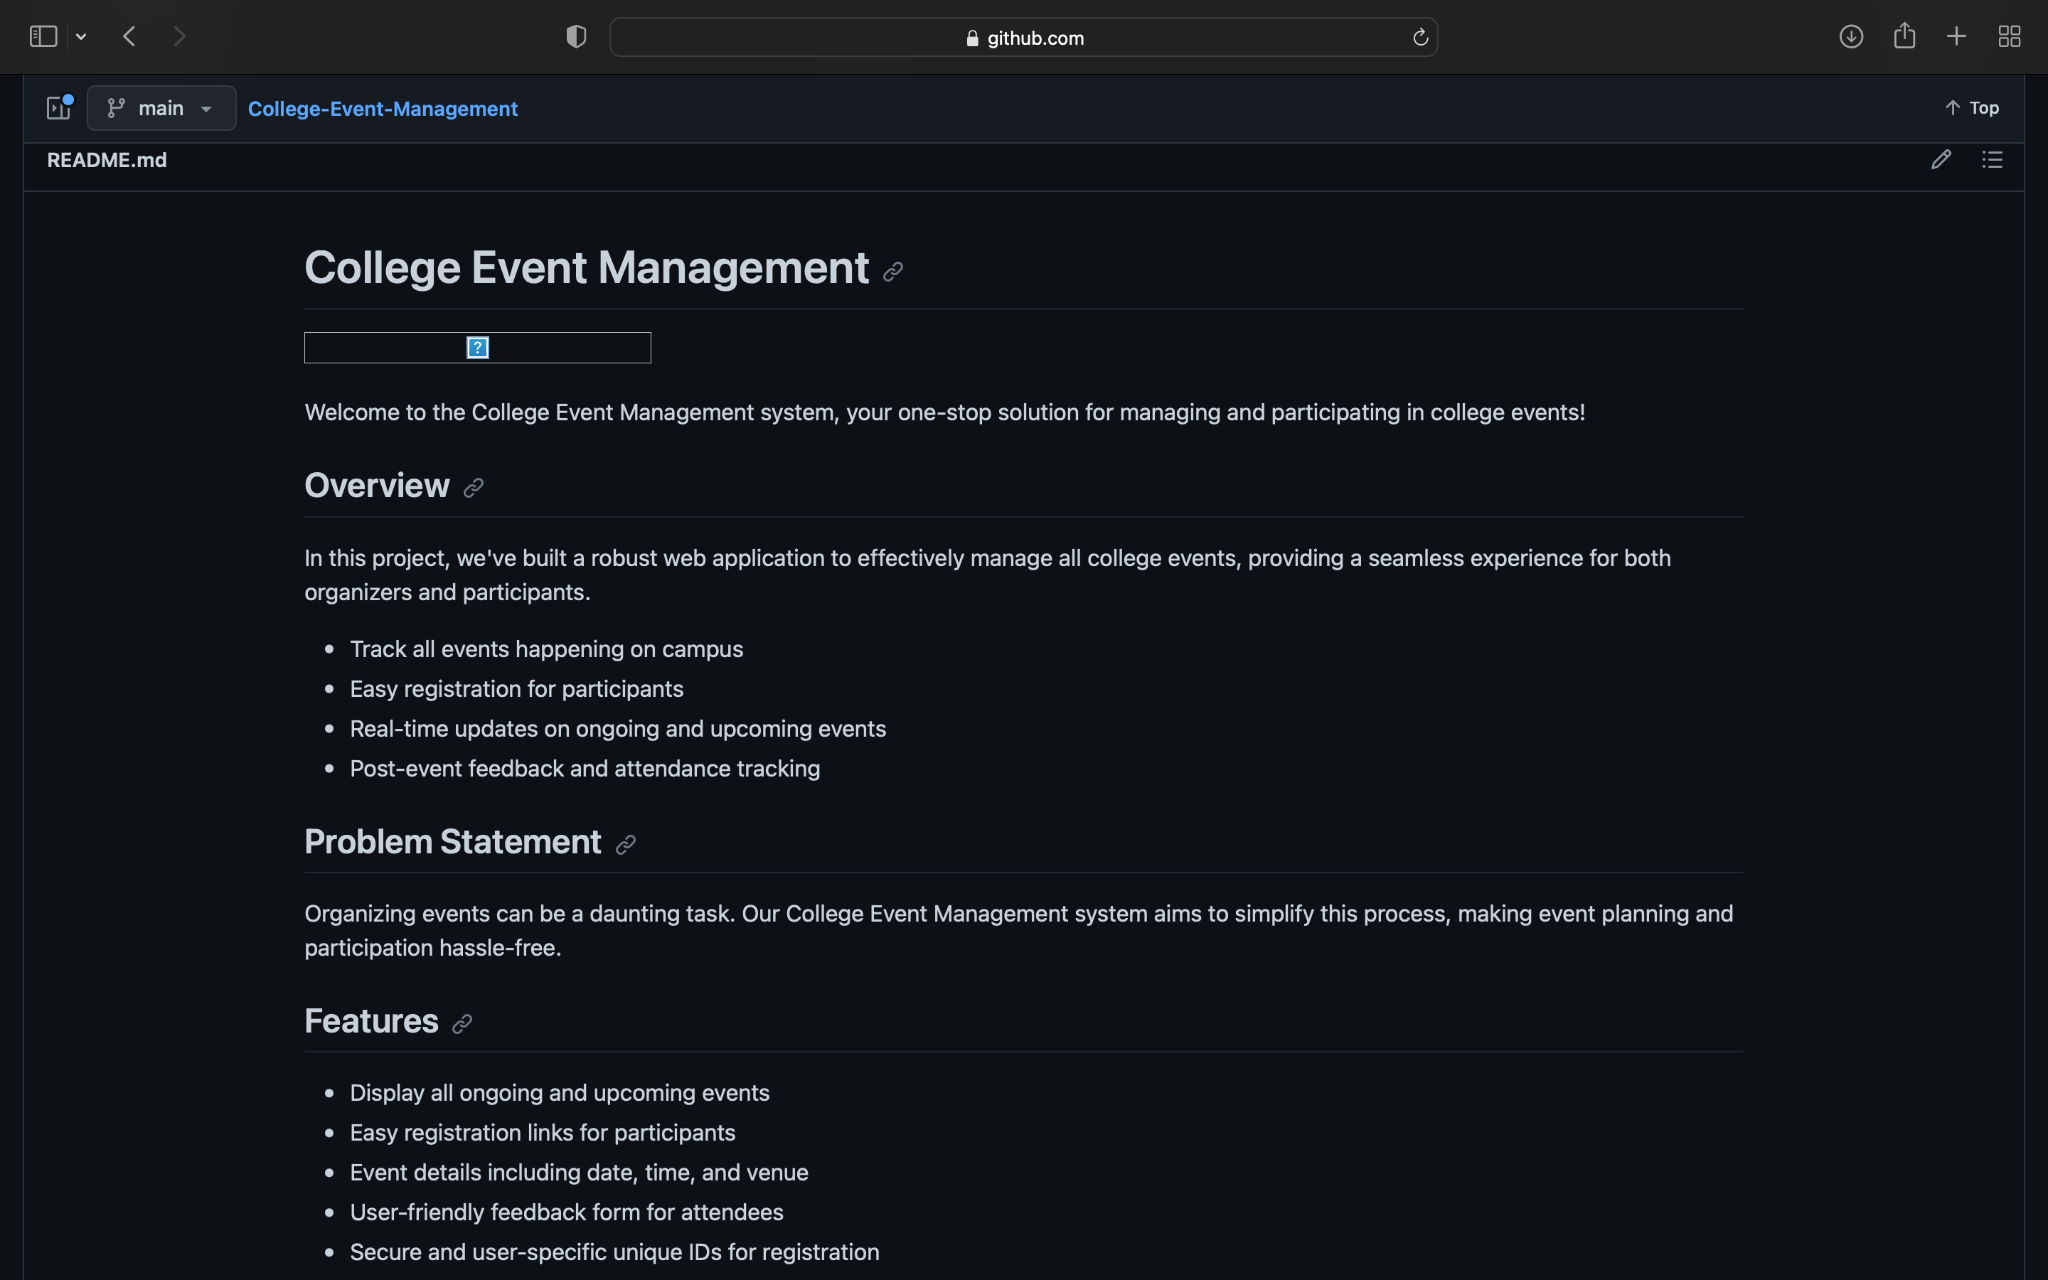 github.com
main
College-Event-Management
Top
README.md
College Event Management
?
Welcome to the College Event Management system, your one-stop solution for managing and participating in college events!
Overview
In this project, we've built a robust web application to effectively manage all college events, providing a seamless experience for both
organizers and participants.
Track all events happening on campus
Easy registration for participants
Real-time updates on ongoing and upcoming events
Post-event feedback and attendance tracking
Problem Statement
Organizing events can be a daunting task. Our College Event Management system aims to simplify this process, making event planning and
participation hassle-free.
Features
Display all ongoing and upcoming events
Easy registration links for participants
Event details including date, time, and venue
User-friendly feedback form for attendees
Secure and user-specific unique IDs for registration